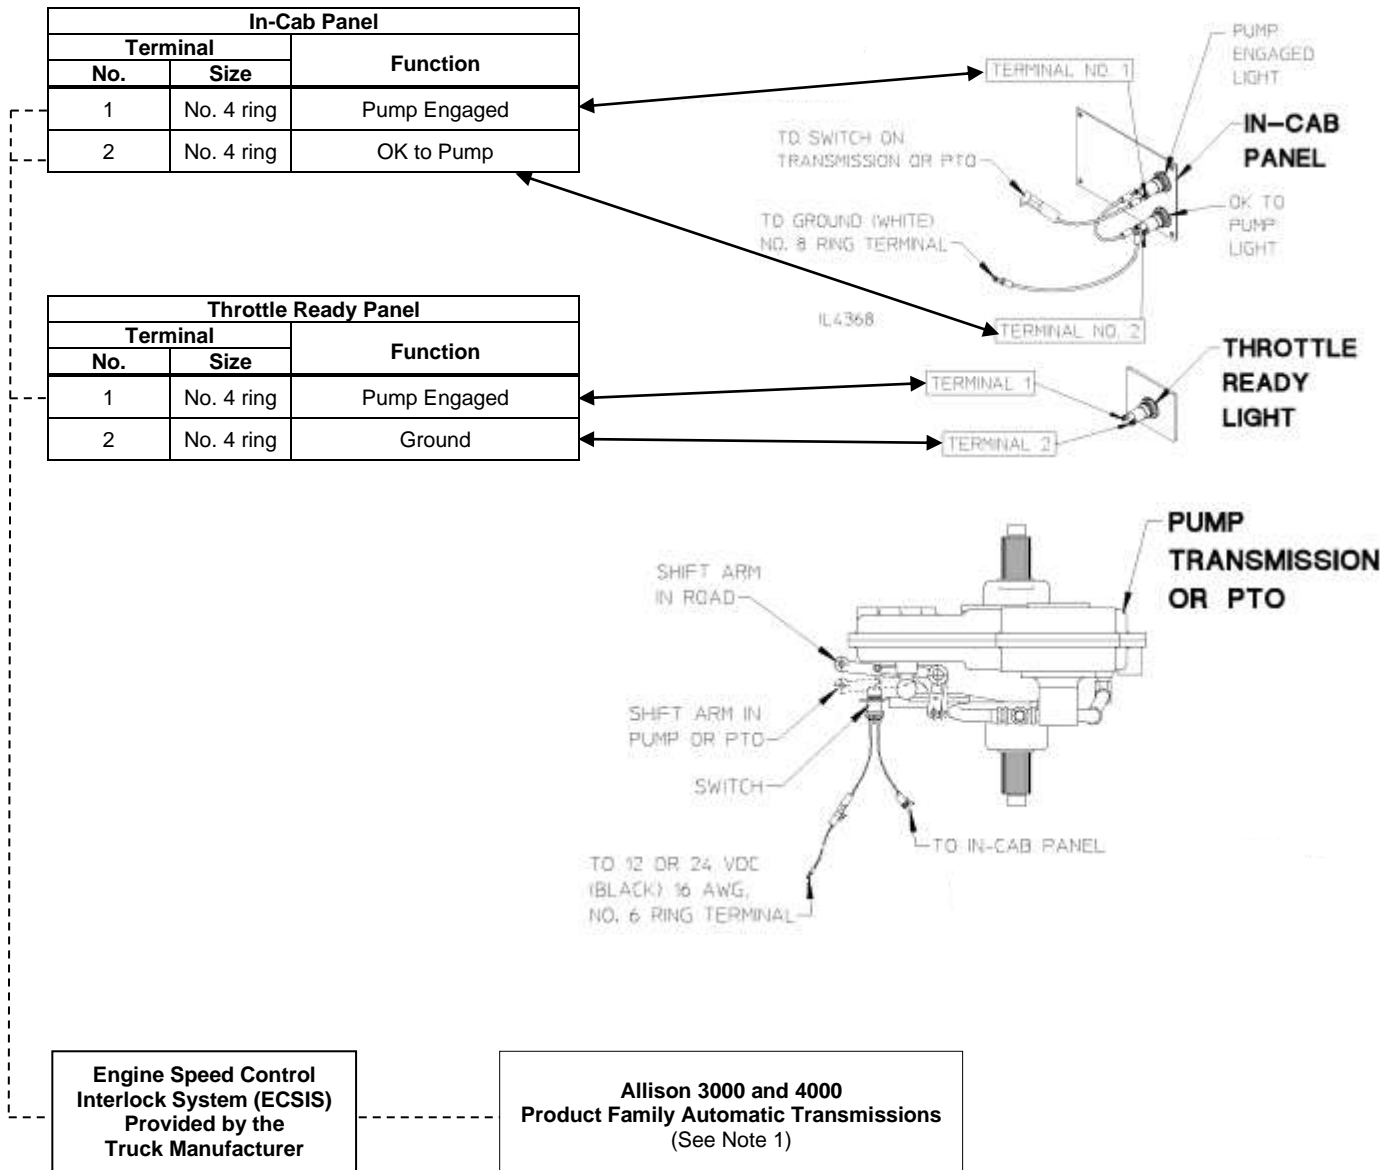 In-Cab Panel
Terminal
Function
No. Size
1 No. 4 ring Pump Engaged
2 No. 4 ring OK to Pump
TERMINAL NO. 1
PUMP
ENGAGED
LIGHT
IN-CAB
PANEL
TO SWITCH ON
TRANSMISSION OR PTO
TO GROUND (WHITE)
NO. 8 RING TERMINAL
OK TO
PUMP
LIGHT
IL4368
TERMINAL NO. 2
Throttle Ready Panel
Terminal
Function
No. Size
1 No. 4 ring Pump Engaged
2 No. 4 ring Ground
TERMINAL 1
TERMINAL 2
THROTTLE
READY
LIGHT
PUMP
TRANSMISSION
OR PTO
SHIFT ARM
IN ROAD
SHIFT ARM IN
PUMP OR PTO
SWITCH
TO IN-CAB PANEL
TO 12 OR 24 VDC
(BLACK) 16 AWG,
NO. 6 RING TERMINAL
Engine Speed Control
Interlock System (ECSIS)
Provided by the
Truck Manufacturer
Allison 3000 and 4000
Product Family Automatic Transmissions
(See Note 1)